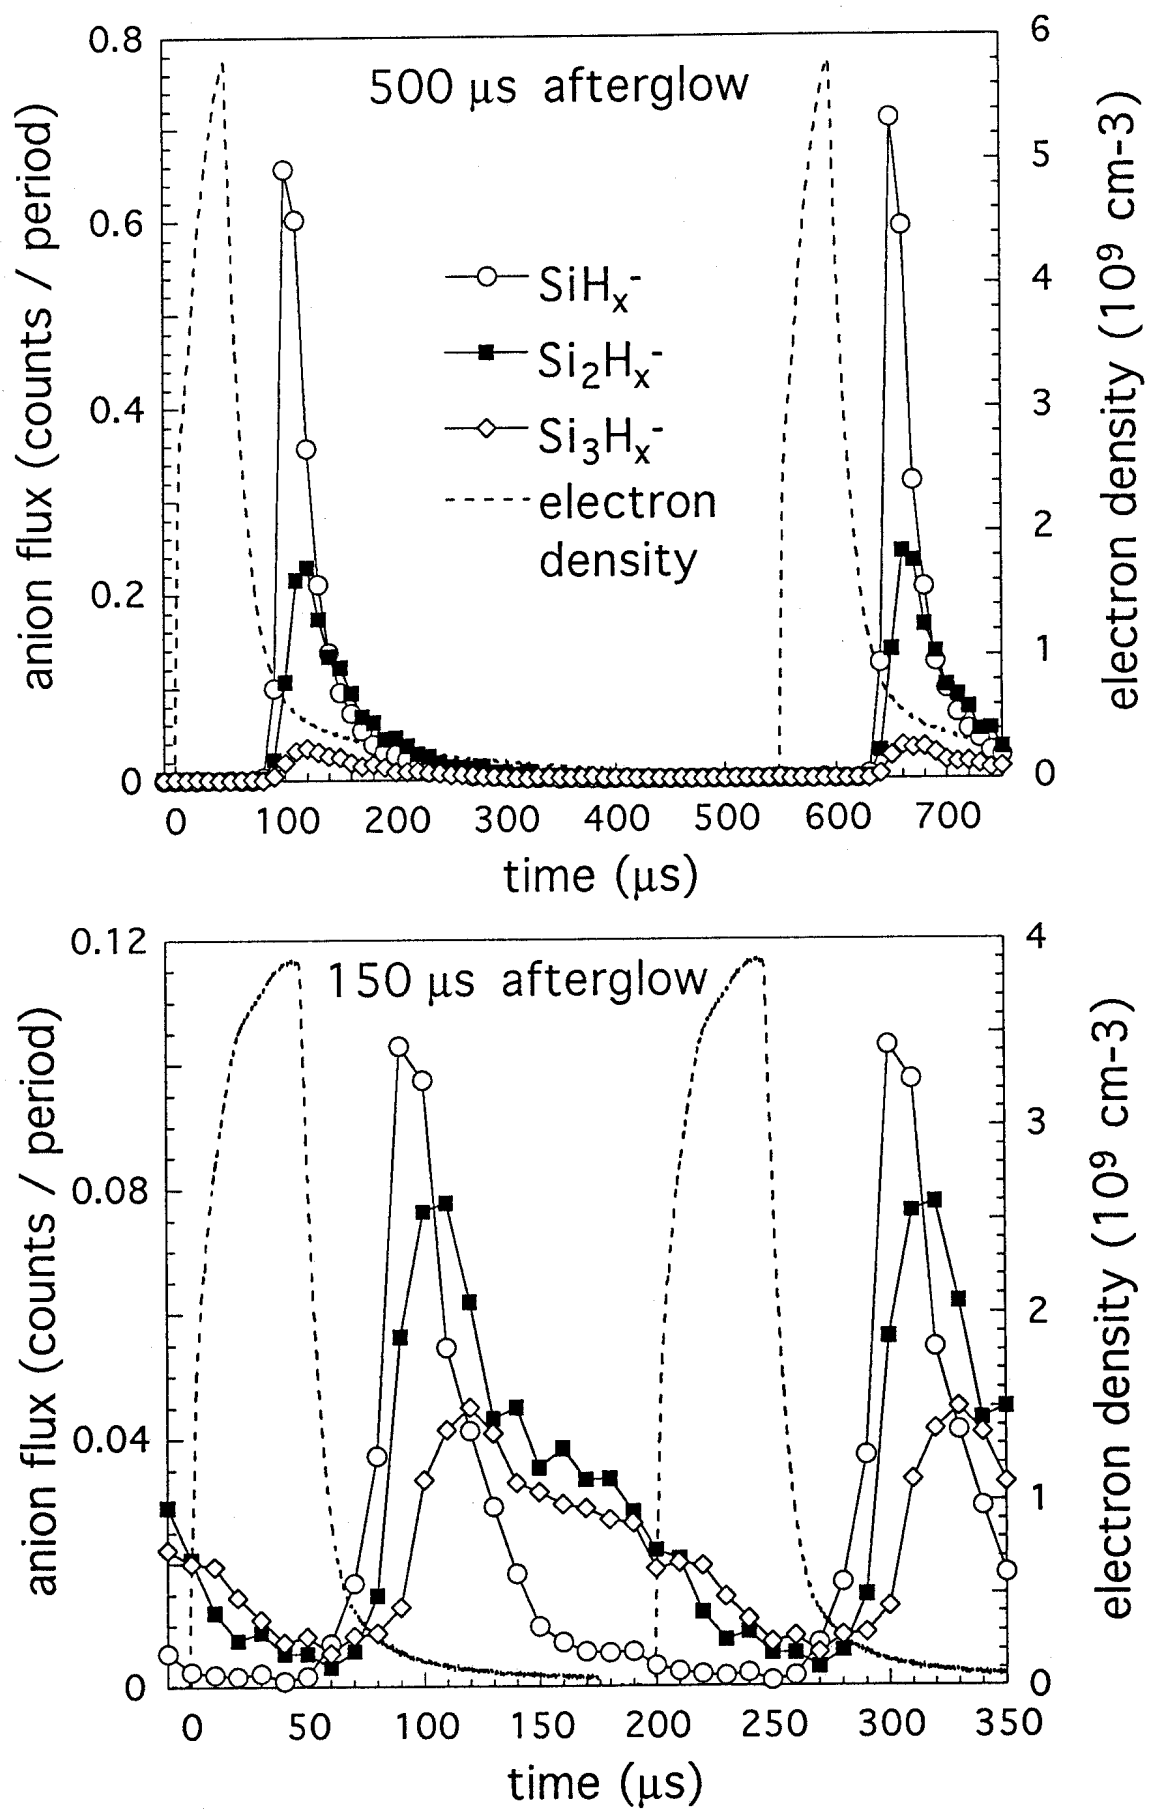 500 μs afterglow
0.8
0.6
0.4
0.2
0
6
5
4
3
2
1
0
anion flux (counts / period)
electron density (10⁹ cm-3)
SiHₓ⁻
Si₂Hₓ⁻
Si₃Hₓ⁻
electron
density
0 100 200 300 400 500 600 700
time (μs)
150 μs afterglow
0.12
0.08
0.04
0
4
3
2
1
0
anion flux (counts / period)
electron density (10⁹ cm-3)
0 50 100 150 200 250 300 350
time (μs)